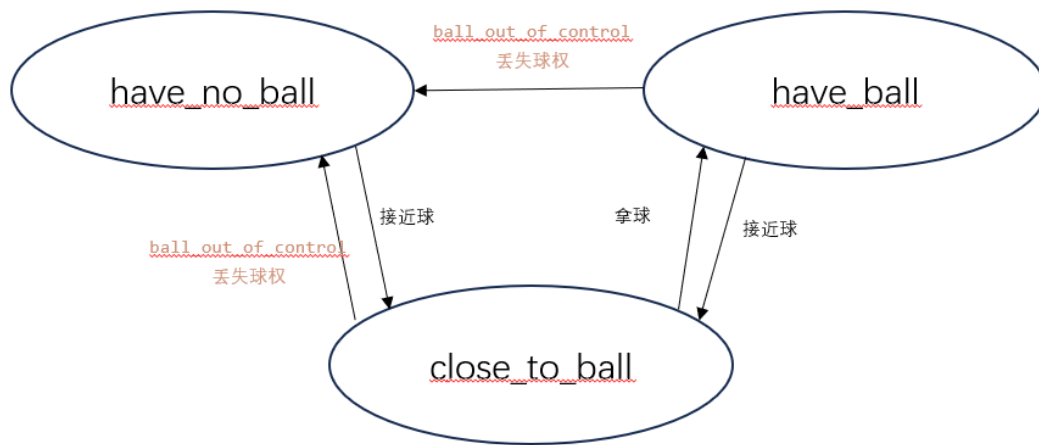 ball_out_of_control
丢失球权
have_no_ball
have_ball
接近球
拿球
接近球
ball_out_of_control
丢失球权
close_to_ball